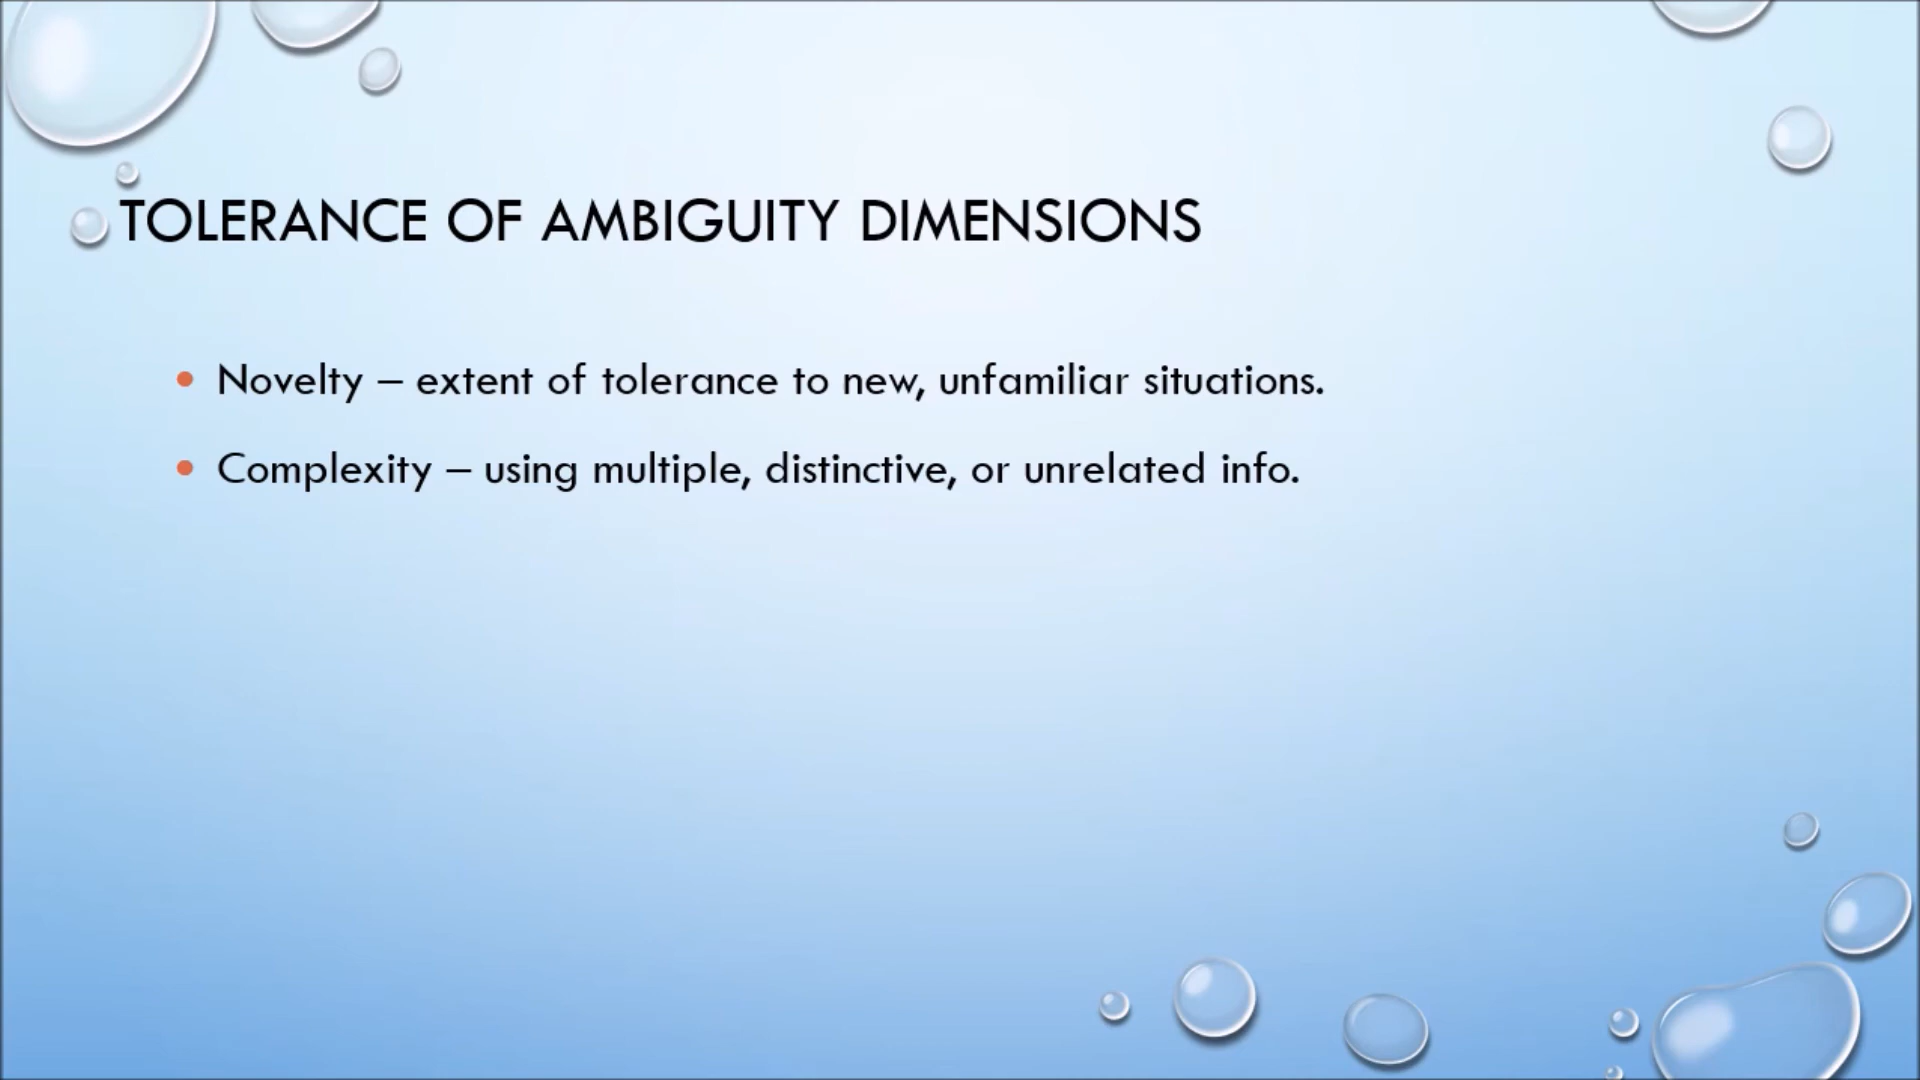 TOLERANCE OF AMBIGUITY DIMENSIONS
Novelty – extent of tolerance to new, unfamiliar situations.
Complexity – using multiple, distinctive, or unrelated info.